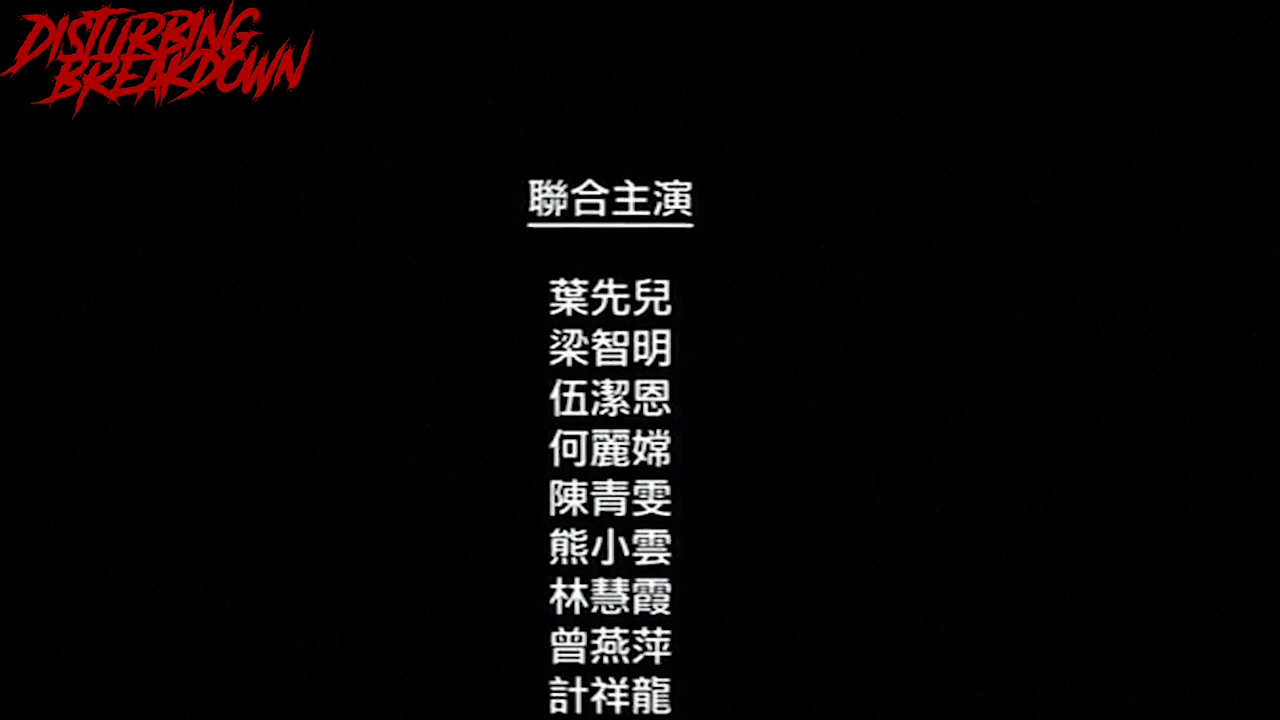 DISTURBING
BREAKDOWN
聯合主演
葉先兒
梁智明
伍潔恩
何麗嫦
陳青雯
熊小雲
林慧霞
曾燕萍
計祥龍